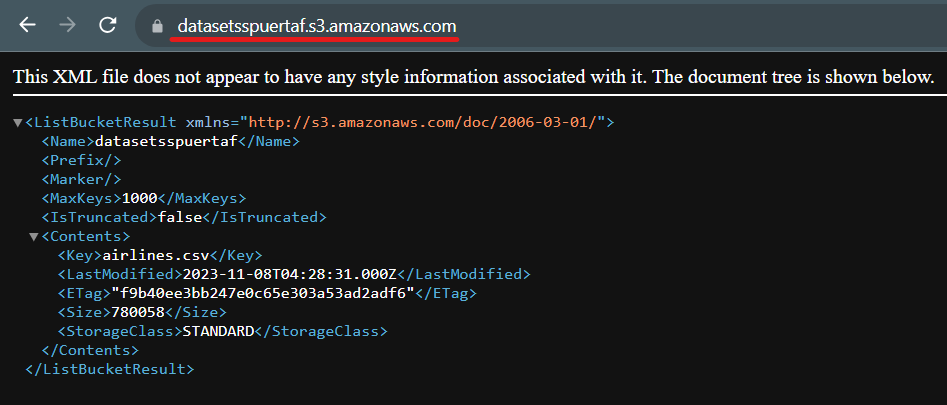 datasetsspuertaf.s3.amazonaws.com
This XML file does not appear to have any style information associated with it. The document tree is shown below.
<ListBucketResult xmlns="http://s3.amazonaws.com/doc/2006-03-01/">
<Name>datasetsspuertaf</Name>
<Prefix/>
<Marker/>
<MaxKeys>1000</MaxKeys>
<IsTruncated>false</IsTruncated>
<Contents>
<Key>airlines.csv</Key>
<LastModified>2023-11-08T04:28:31.000Z</LastModified>
<ETag>"f9b40ee3bb247e0c65e303a53ad2adf6"</ETag>
<Size>780058</Size>
<StorageClass>STANDARD</StorageClass>
</Contents>
</ListBucketResult>